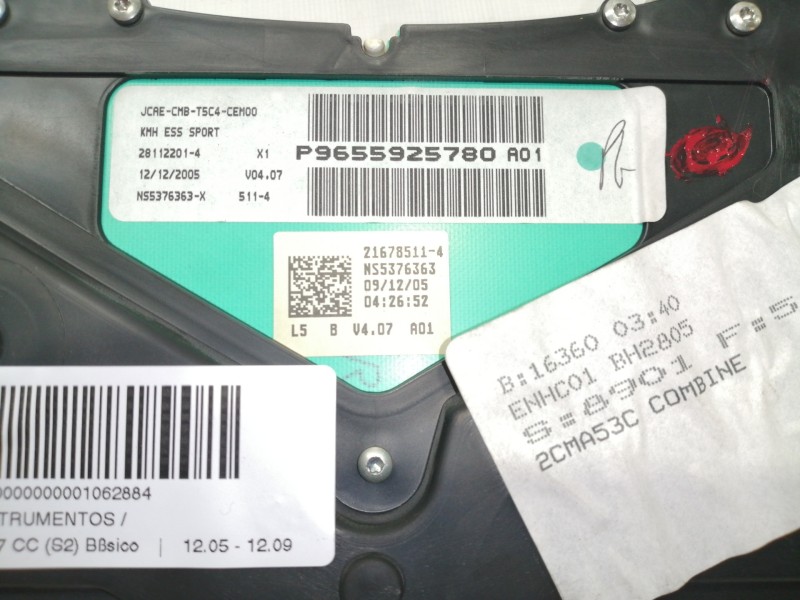 JCAE-CMB-T5C4-CEM00
KMH ESS SPORT
28112201-4 X1
12/12/2005 V04.07
NS5376363-X 511-4
P9655925780 A01
21678511-4
NS5376363
09/12/05
04:26:52
L5 B V4.07 A01
B:16360 03:40
ENHC01 BH2805
S=8901 F=S
2CMA53C COMBINE
0000000001062884
TRUMENTOS /
7 CC (S2) Bßsico | 12.05 - 12.09